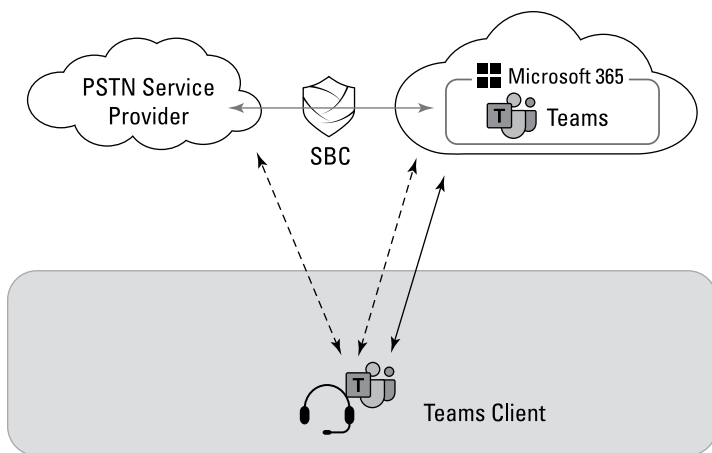 PSTN Service
Provider
SBC
Microsoft 365
T Teams
T
Teams Client